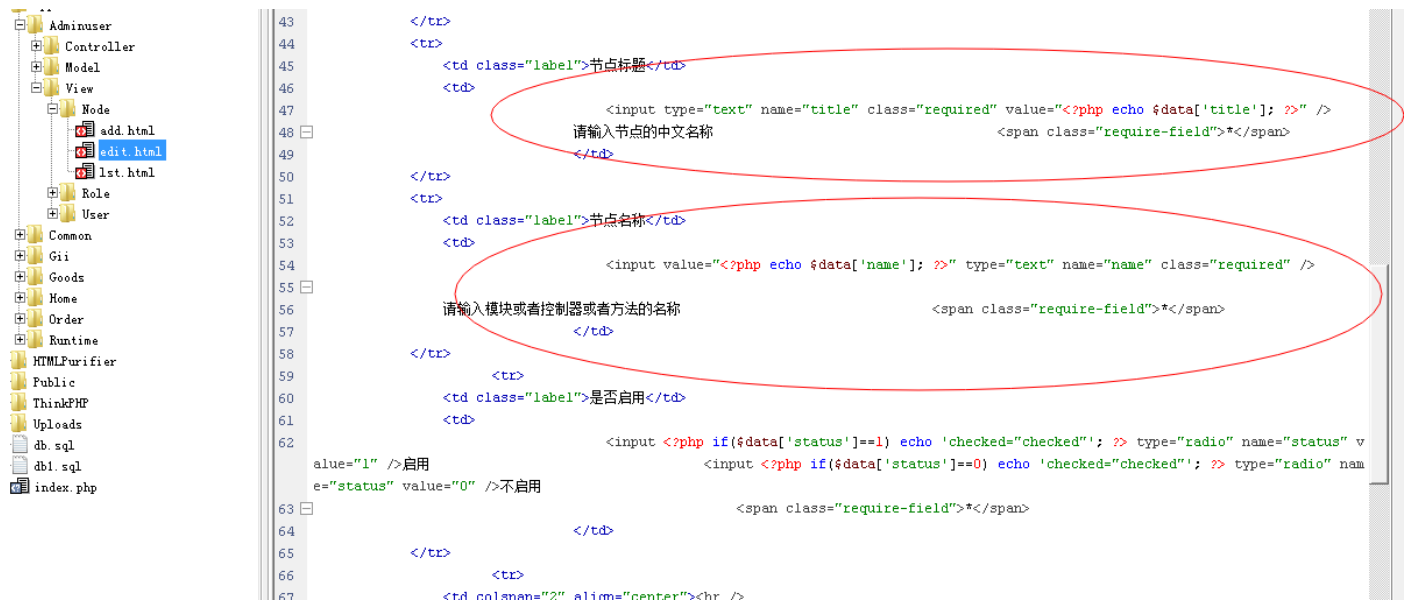 Adminuser
Controller
Model
View
Node
add.html
edit.html
lst.html
Role
User
Common
Gii
Goods
Home
Order
Runtime
HTMLPurifier
Public
ThinkPHP
Uploads
db.sql
db1.sql
index.php
43 </tr>
44 <tr>
45 <td class="label">节点标题</td>
46 <td>
47 <input type="text" name="title" class="required" value="<?php echo $data['title']; ?>" />
48 请输入节点的中文名称 <span class="require-field">*</span>
49 </td>
50 </tr>
51 <tr>
52 <td class="label">节点名称</td>
53 <td>
54 <input value="<?php echo $data['name']; ?>" type="text" name="name" class="required" />
55
56 请输入模块或者控制器或者方法的名称 <span class="require-field">*</span>
57 </td>
58 </tr>
59 <tr>
60 <td class="label">是否启用</td>
61 <td>
62 <input <?php if($data['status']==1) echo 'checked="checked"'; ?> type="radio" name="status" v
alue="1" />启用 <input <?php if($data['status']==0) echo 'checked="checked"'; ?> type="radio" nam
e="status" value="0" />不启用
63 <span class="require-field">*</span>
64 </td>
65 </tr>
66 <tr>
67 <td colspan="2" align="center"><br />